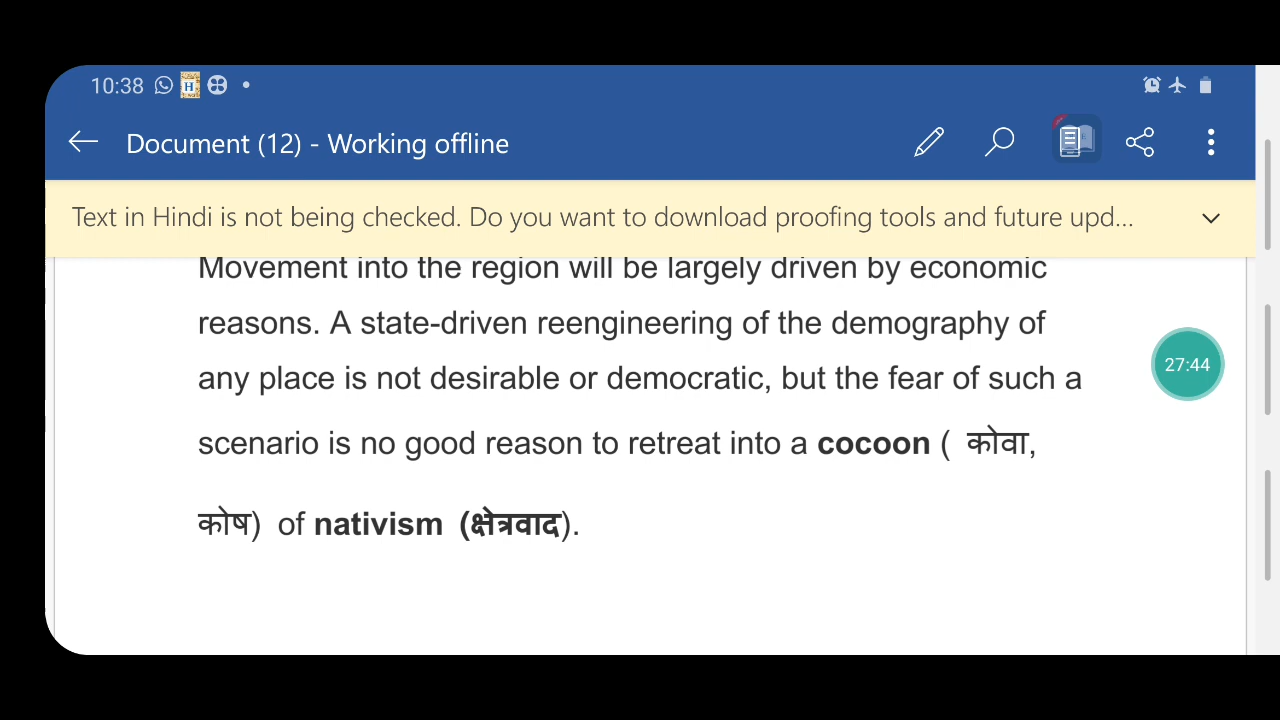 10:38
Document (12) - Working offline
Text in Hindi is not being checked. Do you want to download proofing tools and future upd...
Movement into the region will be largely driven by economic
reasons. A state-driven reengineering of the demography of
any place is not desirable or democratic, but the fear of such a
27:44
scenario is no good reason to retreat into a cocoon ( कोवा,
कोष) of nativism (क्षेत्रवाद).